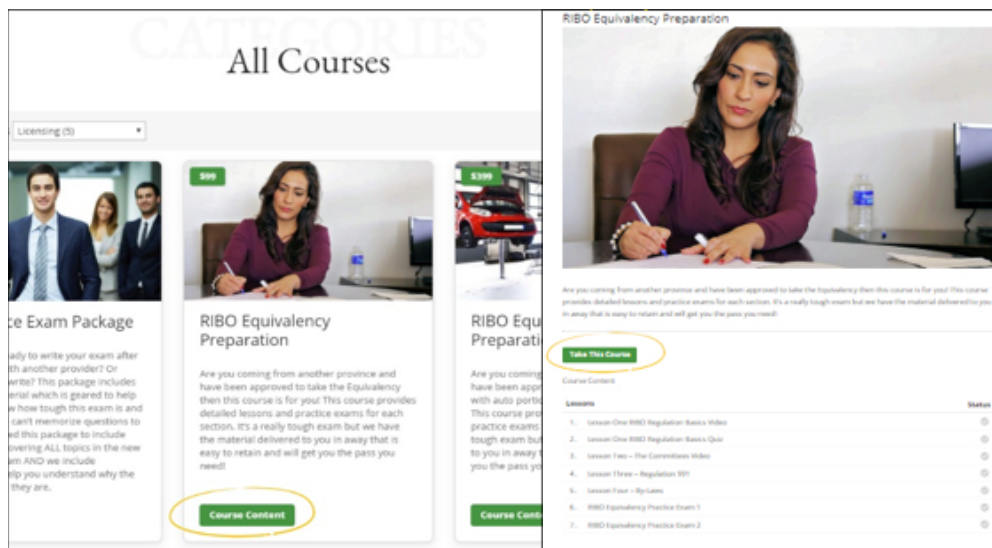 CATEGORIES
All Courses
s Licensing (5)
ce Exam Package
ady to write your exam after
th another provider? Or
write? This package includes
erial which is geared to help
w how tough this exam is and
can't memorize questions to
ed this package to include
overing ALL topics in the new
am AND we include
elp you understand why the
they are.
$99
RIBO Equivalency
Preparation
Are you coming from another province and
have been approved to take the Equivalency
then this course is for you! This course provides
detailed lessons and practice exams for each
section. It's a really tough exam but we have
the material delivered to you in away that is
easy to retain and will get you the pass you
need!
Course Content
$399
RIBO Equ
Preparati
Are you coming
have been appr
with auto portio
This course prov
practice exams
tough exam but
to you in away t
you the pass yo
Course Cont
RIBO Equivalency Preparation
Are you coming from another province and have been approved to take the Equivalency then this course is for you! This course
provides detailed lessons and practice exams for each section. It's a really tough exam but we have the material delivered to you
in away that is easy to retain and will get you the pass you need!
Take This Course
Course Content
Lessons Status
1. Lesson One RIBO Regulation Basics Video
2. Lesson One RIBO Regulation Basics Quiz
3. Lesson Two – The Committees Video
4. Lesson Three – Regulation 991
5. Lesson Four – By-Laws
6. RIBO Equivalency Practice Exam 1
7. RIBO Equivalency Practice Exam 2